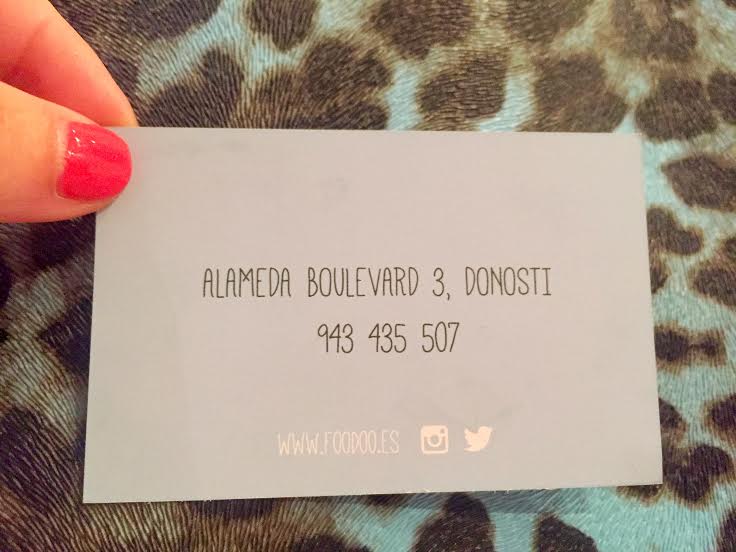 ALAMEDA BOULEVARD 3, DONOSTI
943 435 507
WWW.FOODOO.ES